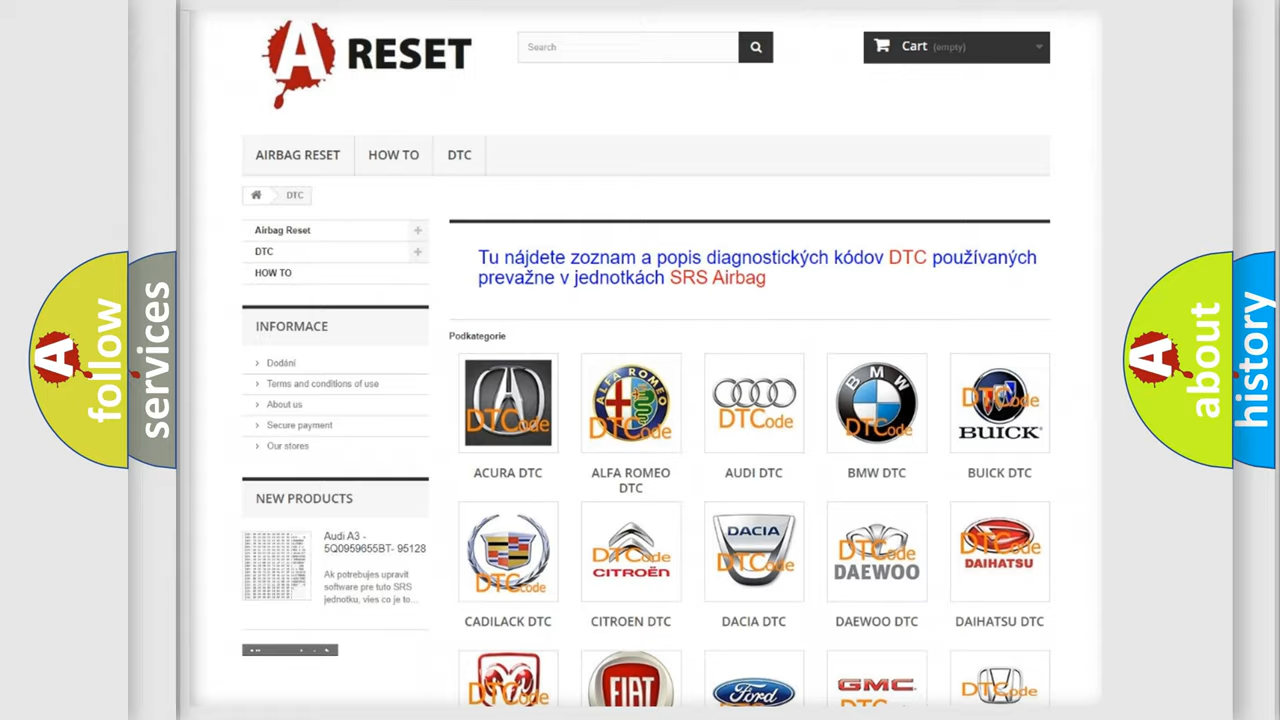 A RESET
Search
Cart (empty)
AIRBAG RESET
HOW TO
DTC
DTC
Airbag Reset
DTC
HOW TO
Tu nájdete zoznam a popis diagnostických kódov DTC používaných
prevažne v jednotkách SRS Airbag
INFORMACE
Dodání
Terms and conditions of use
About us
Secure payment
Our stores
NEW PRODUCTS
Audi A3 -
5Q0959655BT- 95128
Ak potrebujes upravit
software pre tuto SRS
jednotku, vies co je to...
Podkategorie
DTCode
ALFA ROMEO
DTCode
DTCode
BMW
DTCode
DTCode
BUICK
ACURA DTC
ALFA ROMEO
DTC
AUDI DTC
BMW DTC
BUICK DTC
DTCode
DTCode
CITROËN
DACIA
DTCode
DTCode
DAEWOO
DTCode
DAIHATSU
CADILACK DTC
CITROEN DTC
DACIA DTC
DAEWOO DTC
DAIHATSU DTC
DTCode
FIAT
Ford
GMC
DTCode
A follow
services
A about
history